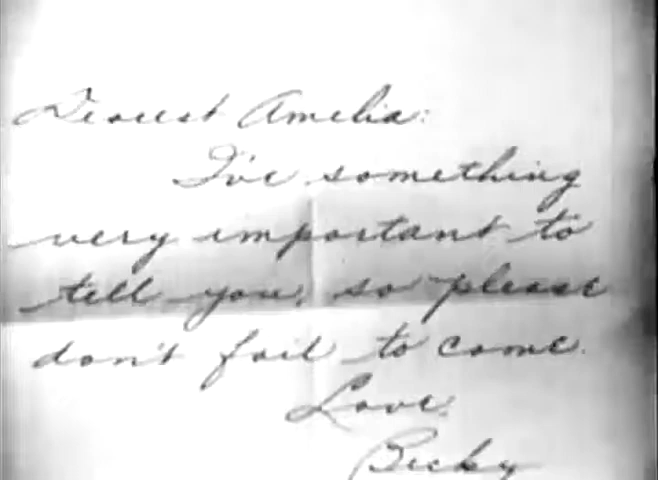 Dearest Amelia:
I've something
very important to
tell you, so please
don't fail to come.
Love,
Becky